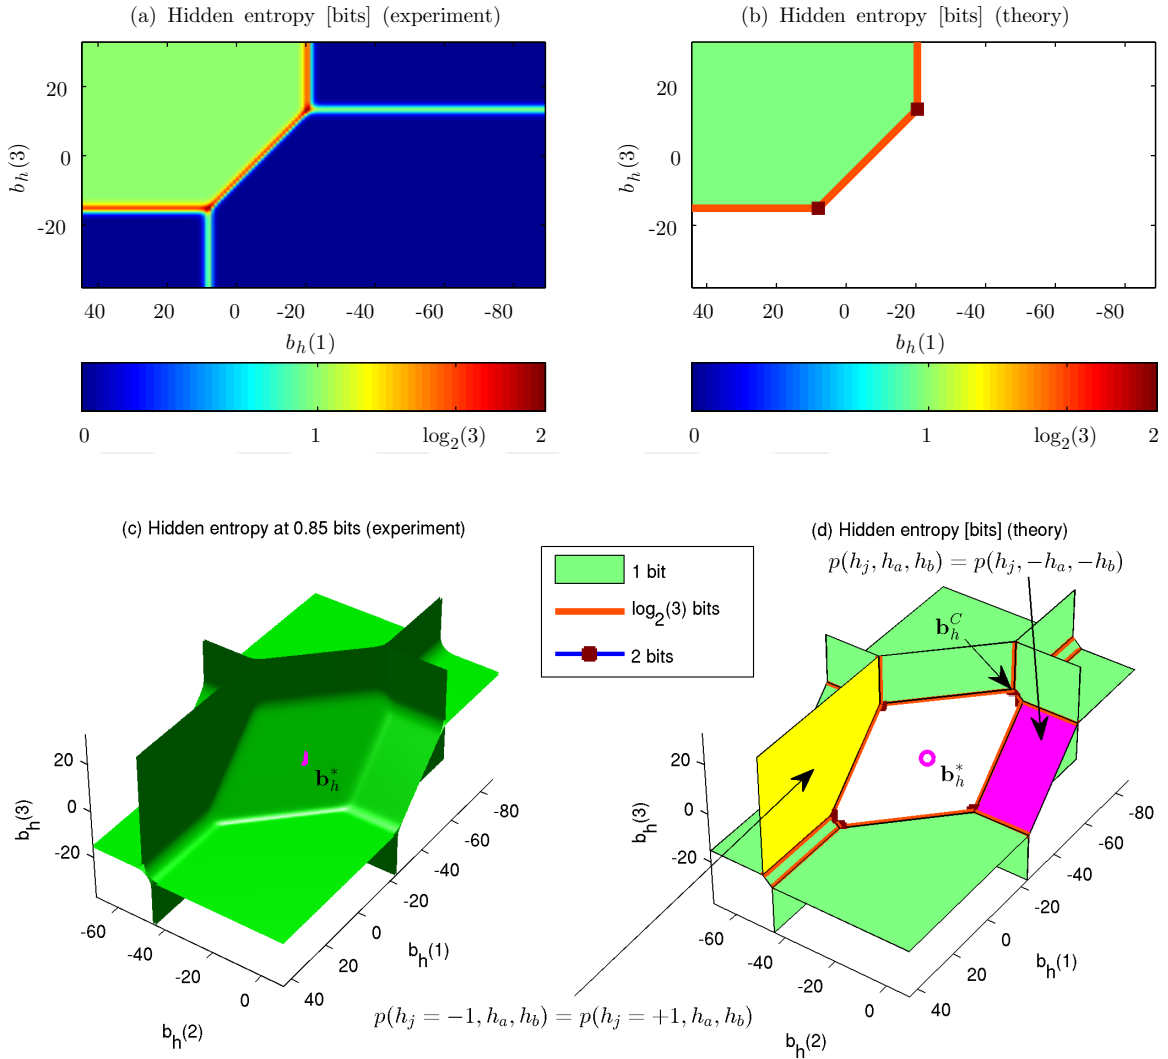 (a) Hidden entropy [bits] (experiment)
(b) Hidden entropy [bits] (theory)
20
0
-20
b_h(3)
40 20 0 -20 -40 -60 -80
b_h(1)
0 1 log_2(3) 2
20
0
-20
b_h(3)
40 20 0 -20 -40 -60 -80
b_h(1)
0 1 log_2(3) 2
(c) Hidden entropy at 0.85 bits (experiment)
(d) Hidden entropy [bits] (theory)
p(h_j, h_a, h_b) = p(h_j, -h_a, -h_b)
1 bit
log_2(3) bits
2 bits
b_h^C
b_h^*
b_h^*
20
0
-20
b_h(3)
-60
-40
-20
0
b_h(2)
40
20
0
-20
-40
-60
-80
b_h(1)
20
0
-20
b_h(3)
-60
-40
-20
0
b_h(2)
40
20
0
-20
-40
-60
-80
b_h(1)
p(h_j = -1, h_a, h_b) = p(h_j = +1, h_a, h_b)